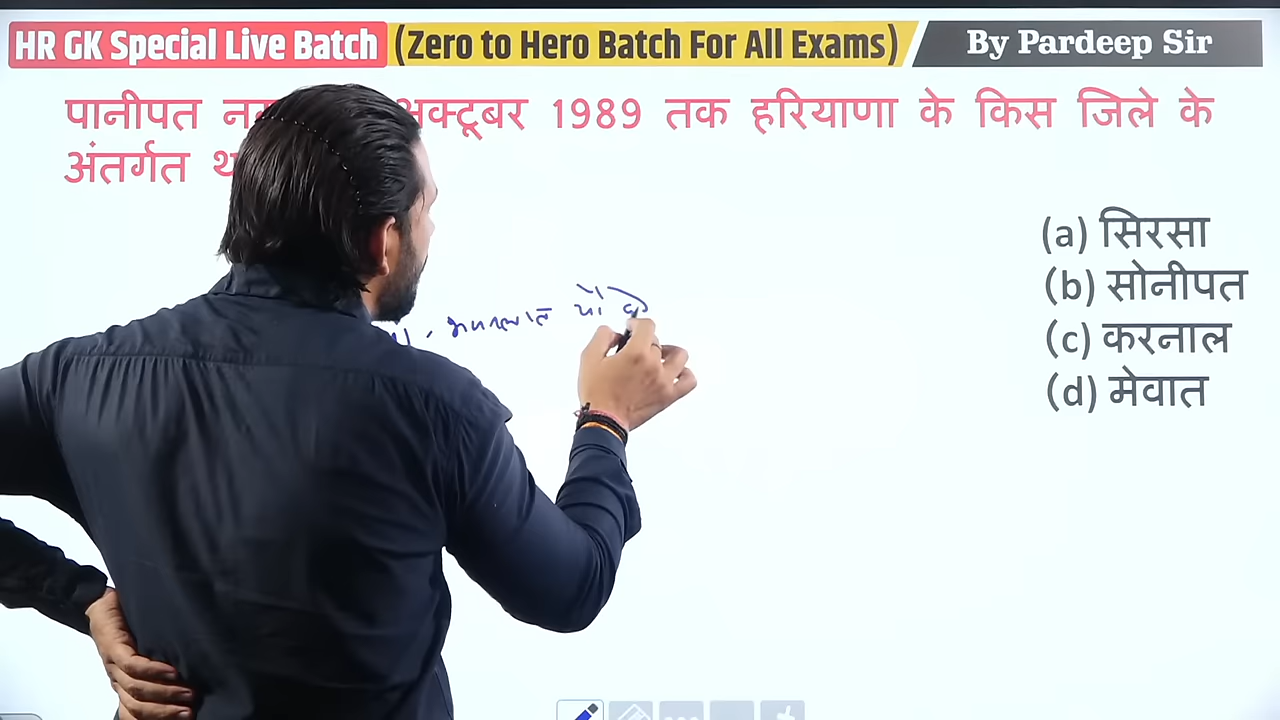 HR GK Special Live Batch (Zero to Hero Batch For All Exams) By Pardeep Sir
पानीपत अक्टूबर 1989 तक हरियाणा के किस जिले के
अंतर्गत
(a) सिरसा
(b) सोनीपत
(c) करनाल
(d) मेवात